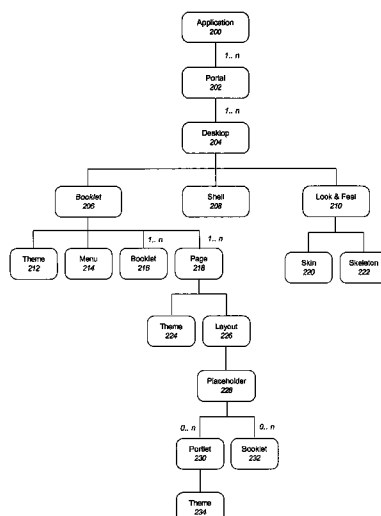 Application
200
1.. n
Portal
202
1.. n
Desktop
204
Booklet
206
Shell
208
Look & Feel
210
1.. n
1.. n
Theme
212
Menu
214
Booklet
216
Page
218
Skin
220
Skeleton
222
Theme
224
Layout
226
Placeholder
228
0.. n
0.. n
Portlet
230
Booklet
232
Theme
234